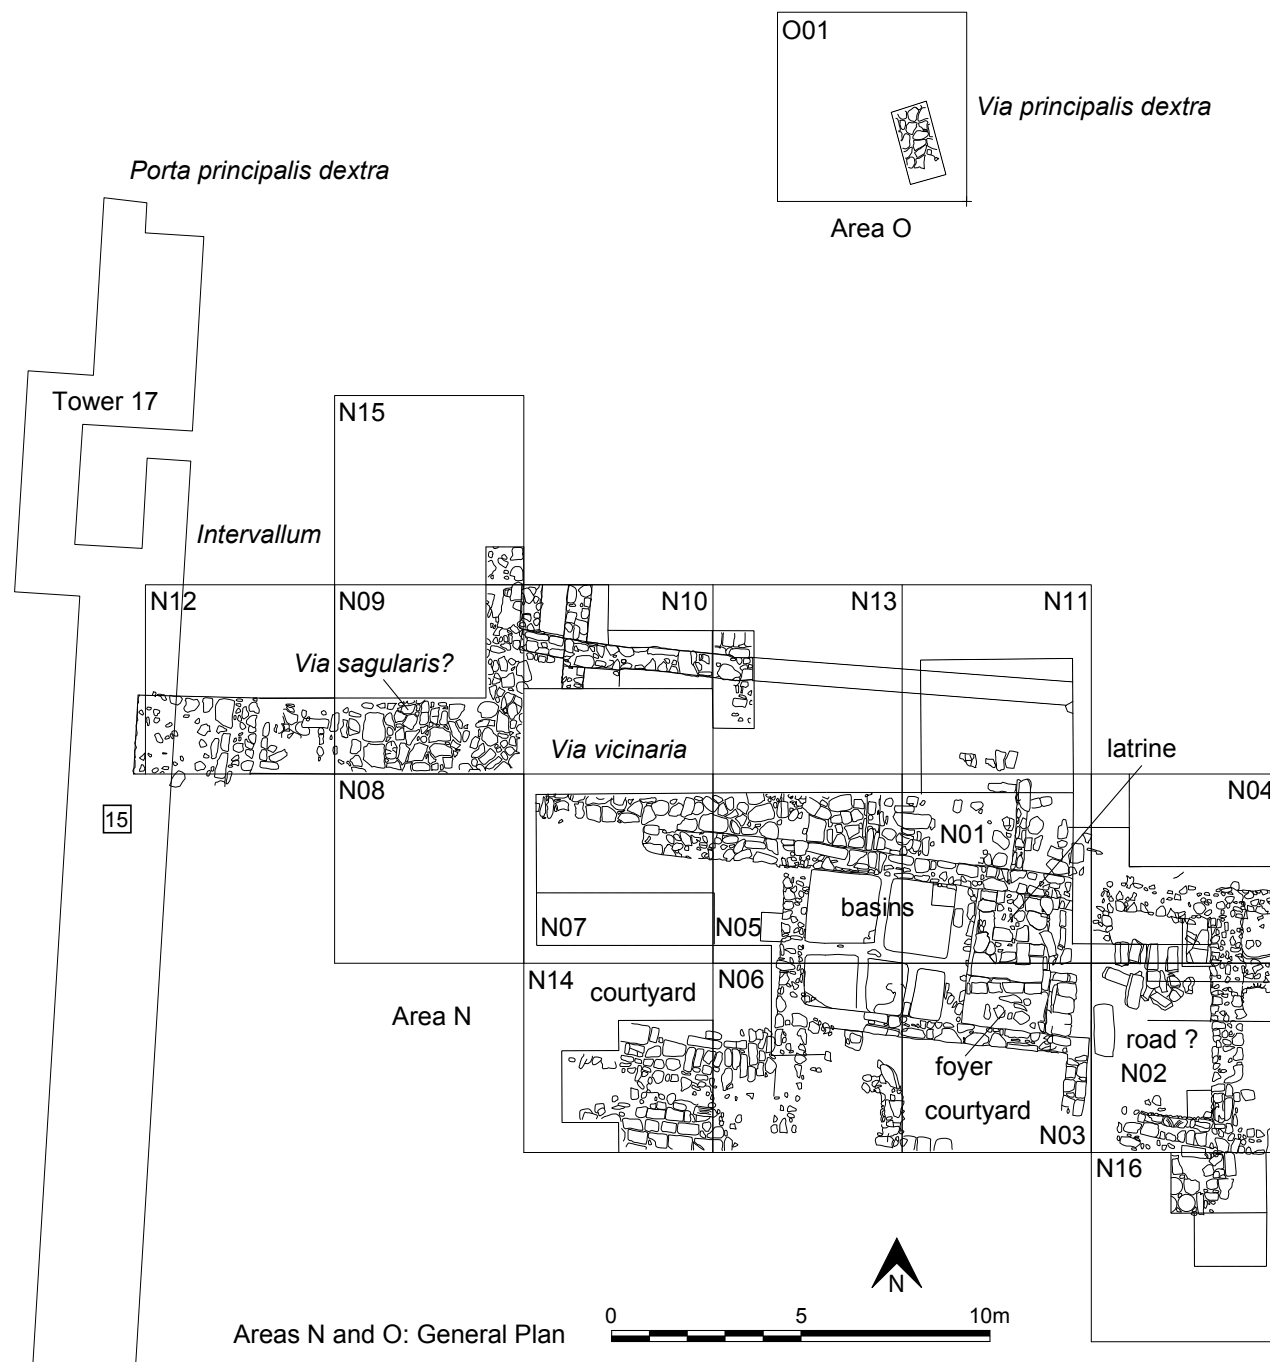 O01
Via principalis dextra
Porta principalis dextra
Area O
Tower 17
N15
Intervallum
N12
N09
N10
N13
N11
Via sagularis?
Via vicinaria
latrine
N08
N04
15
N01
basins
N07
N05
N14
courtyard
N06
Area N
road ?
foyer
N02
courtyard
N03
N16
N
0 5 10m
Areas N and O: General Plan